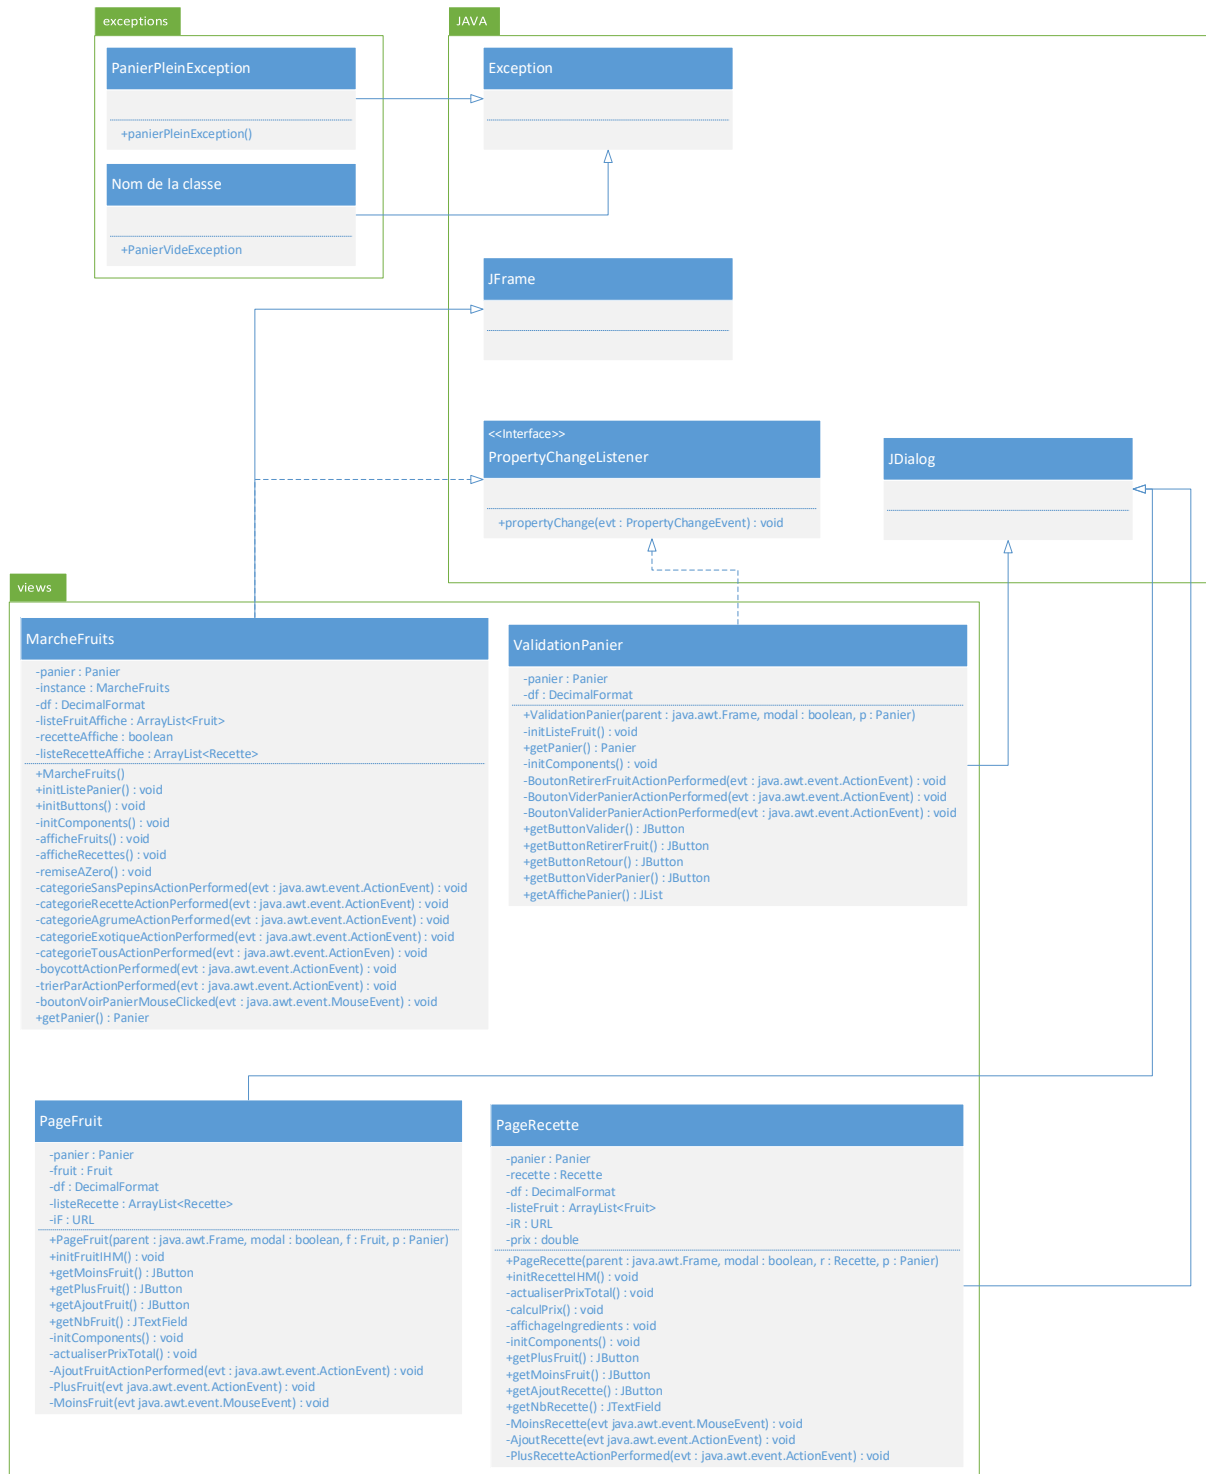 exceptions
PanierPleinException
+panierPleinException()
Nom de la classe
+PanierVideException
JAVA
Exception
JFrame
<<Interface>>
PropertyChangeListener
+propertyChange(evt : PropertyChangeEvent) : void
JDialog
views
MarcheFruits
-panier : Panier
-instance : MarcheFruits
-df : DecimalFormat
-listeFruitAffiche : ArrayList<Fruit>
-recetteAffiche : boolean
-listeRecetteAffiche : ArrayList<Recette>
+MarcheFruits()
+initListePanier() : void
+initButtons() : void
-initComponents() : void
-afficheFruits() : void
-afficheRecettes() : void
-remiseAZero() : void
-categorieSansPepinsActionPerformed(evt : java.awt.event.ActionEvent) : void
-categorieRecetteActionPerformed(evt : java.awt.event.ActionEvent) : void
-categorieAgrumeActionPerformed(evt : java.awt.event.ActionEvent) : void
-categorieExotiqueActionPerformed(evt : java.awt.event.ActionEvent) : void
-categorieTousActionPerformed(evt : java.awt.event.ActionEven) : void
-boycottActionPerformed(evt : java.awt.event.ActionEvent) : void
-trierParActionPerformed(evt : java.awt.event.ActionEvent) : void
-boutonVoirPanierMouseClicked(evt : java.awt.event.MouseEvent) : void
+getPanier() : Panier
ValidationPanier
-panier : Panier
-df : DecimalFormat
+ValidationPanier(parent : java.awt.Frame, modal : boolean, p : Panier)
-initListeFruit() : void
+getPanier() : Panier
-initComponents() : void
-BoutonRetirerFruitActionPerformed(evt : java.awt.event.ActionEvent) : void
-BoutonViderPanierActionPerformed(evt : java.awt.event.ActionEvent) : void
-BoutonValiderPanierActionPerformed(evt : java.awt.event.ActionEvent) : void
+getButtonValider() : JButton
+getButtonRetirerFruit() : JButton
+getButtonRetour() : JButton
+getButtonViderPanier() : JButton
+getAffichePanier() : JList
PageFruit
-panier : Panier
-fruit : Fruit
-df : DecimalFormat
-listeRecette : ArrayList<Recette>
-iF : URL
+PageFruit(parent : java.awt.Frame, modal : boolean, f : Fruit, p : Panier)
+initFruitIHM() : void
+getMoinsFruit() : JButton
+getPlusFruit() : JButton
+getAjoutFruit() : JButton
+getNbFruit() : JTextField
-initComponents() : void
-actualiserPrixTotal() : void
-AjoutFruitActionPerformed(evt : java.awt.event.ActionEvent) : void
-PlusFruit(evt java.awt.event.ActionEvent) : void
-MoinsFruit(evt java.awt.event.MouseEvent) : void
PageRecette
-panier : Panier
-recette : Recette
-df : DecimalFormat
-listeFruit : ArrayList<Fruit>
-iR : URL
-prix : double
+PageRecette(parent : java.awt.Frame, modal : boolean, r : Recette, p : Panier)
+initRecetteIHM() : void
-actualiserPrixTotal() : void
-calculPrix() : void
-affichageIngredients : void
-initComponents() : void
+getPlusFruit() : JButton
+getMoinsFruit() : JButton
+getAjoutRecette() : JButton
+getNbRecette() : JTextField
-MoinsRecette(evt java.awt.event.MouseEvent) : void
-AjoutRecette(evt java.awt.event.ActionEvent) : void
-PlusRecetteActionPerformed(evt : java.awt.event.ActionEvent) : void